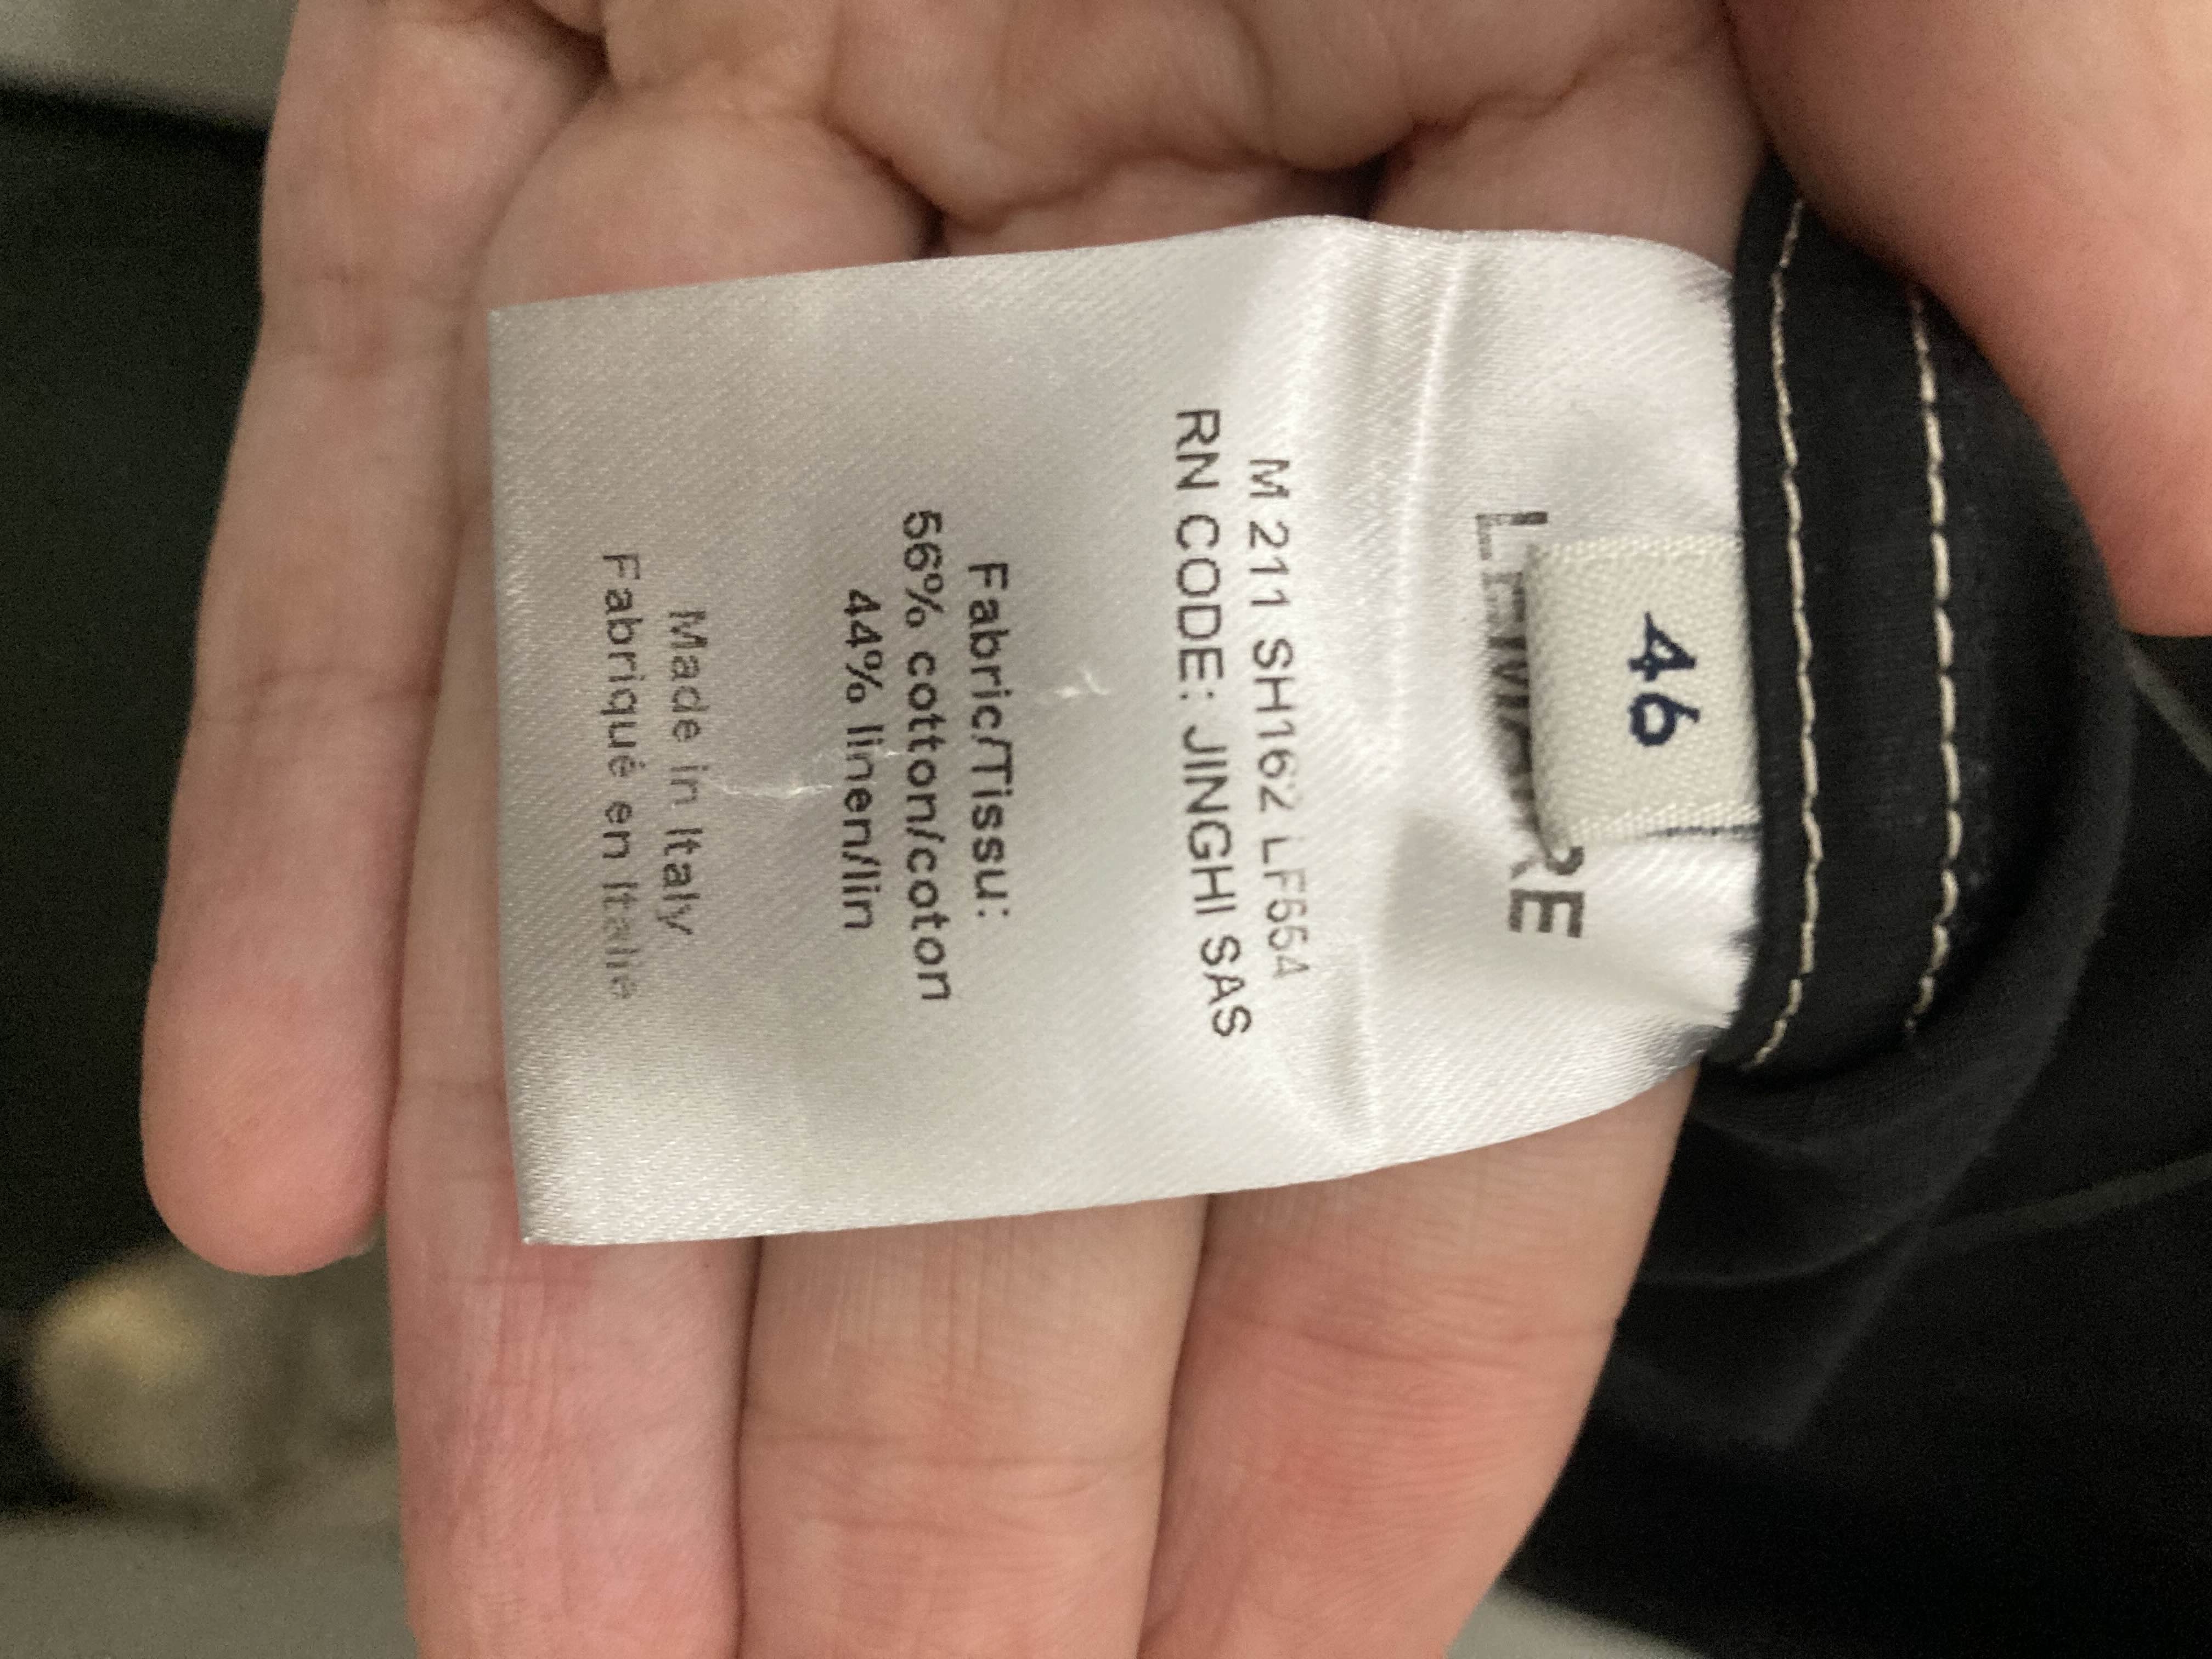 46
LEMAIRE
M 211 SH162 LF554
RN CODE: JINGHI SAS
Fabric/Tissu:
56% cotton/coton
44% linen/lin
Made in Italy
Fabriqué en Italie